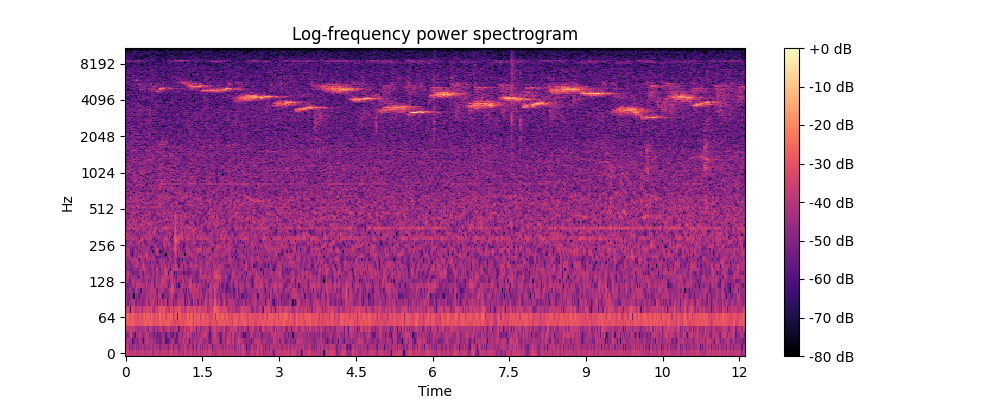 Log-frequency power spectrogram
Hz
8192
4096
2048
1024
512
256
128
64
0
0 1.5 3 4.5 6 7.5 9 10 12
Time
+0 dB
-10 dB
-20 dB
-30 dB
-40 dB
-50 dB
-60 dB
-70 dB
-80 dB